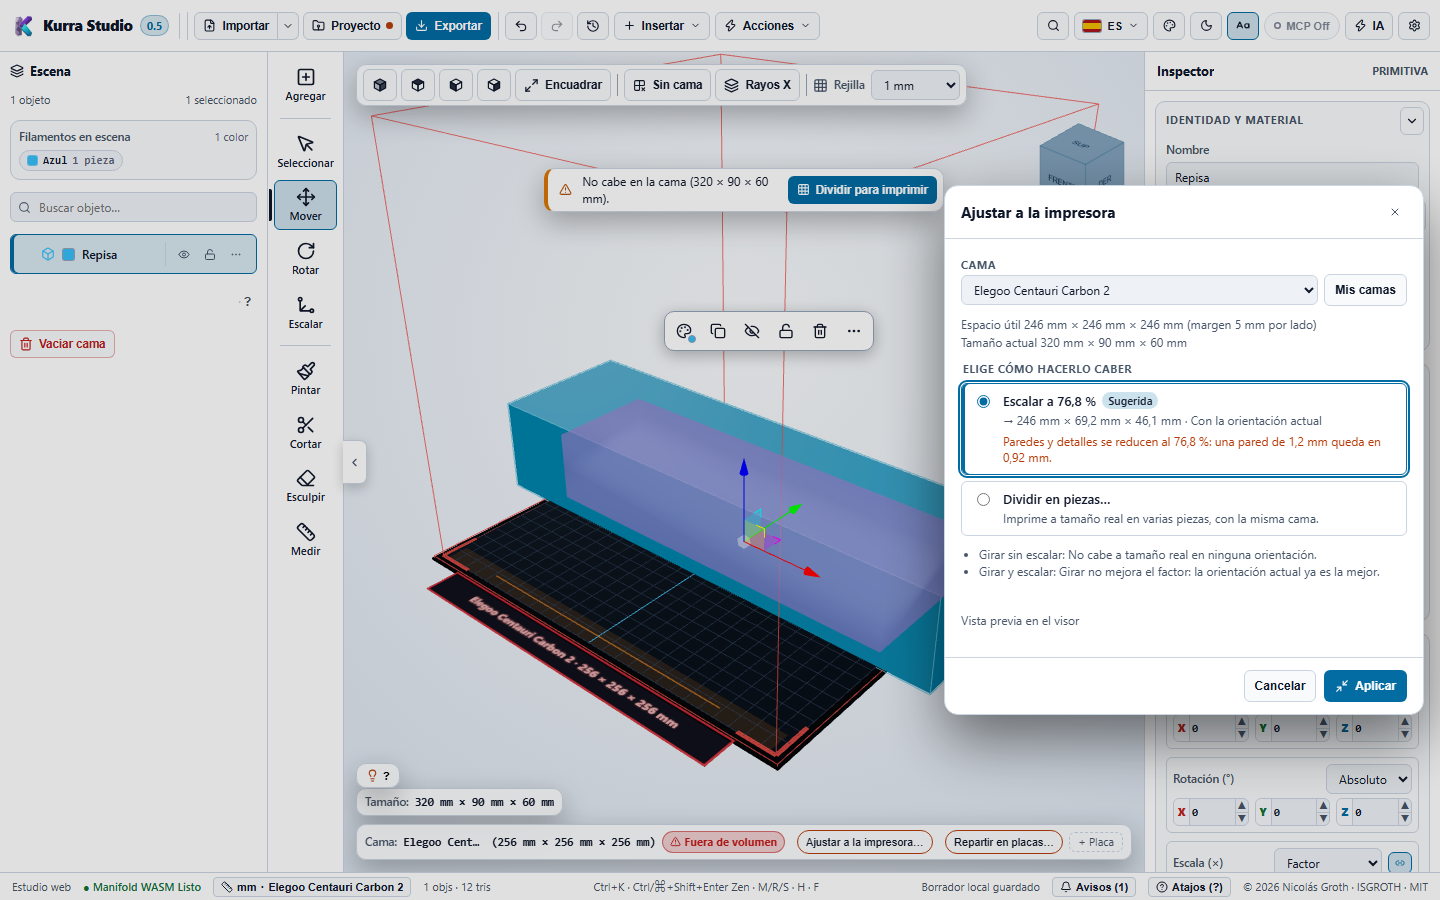 Kurra Studio 0.5 Importar Proyecto Exportar Insertar Acciones ES Aa MCP Off IA
Escena
1 objeto 1 seleccionado
Filamentos en escena 1 color
Azul 1 pieza
Buscar objeto...
Repisa
?
Vaciar cama
Agregar
Seleccionar
Mover
Rotar
Escalar
Pintar
Cortar
Esculpir
Medir
Encuadrar Sin cama Rayos X Rejilla 1 mm
No cabe en la cama (320 × 90 × 60
mm).
Dividir para imprimir
Elegoo Centauri Carbon 2 · 256 × 256 × 256 mm
?
Tamaño: 320 mm × 90 mm × 60 mm
Cama: Elegoo Cent… (256 mm × 256 mm × 256 mm) Fuera de volumen Ajustar a la impresora… Repartir en placas… + Placa
Inspector PRIMITIVA
IDENTIDAD Y MATERIAL
Nombre
Repisa
Ajustar a la impresora
CAMA
Elegoo Centauri Carbon 2 Mis camas
Espacio útil 246 mm × 246 mm × 246 mm (margen 5 mm por lado)
Tamaño actual 320 mm × 90 mm × 60 mm
ELIGE CÓMO HACERLO CABER
Escalar a 76,8 % Sugerida
→ 246 mm × 69,2 mm × 46,1 mm · Con la orientación actual
Paredes y detalles se reducen al 76,8 %: una pared de 1,2 mm queda en
0,92 mm.
Dividir en piezas…
Imprime a tamaño real en varias piezas, con la misma cama.
• Girar sin escalar: No cabe a tamaño real en ninguna orientación.
• Girar y escalar: Girar no mejora el factor: la orientación actual ya es la mejor.
Vista previa en el visor
Cancelar Aplicar
X 0 Y 0 Z 0
Rotación (°) Absoluto
X 0 Y 0 Z 0
Escala (×) Factor
Estudio web ● Manifold WASM Listo mm · Elegoo Centauri Carbon 2 1 objs · 12 tris Ctrl+K · Ctrl/⌘+Shift+Enter Zen · M/R/S · H · F Borrador local guardado Avisos (1) Atajos (?) © 2026 Nicolás Groth · ISGROTH · MIT